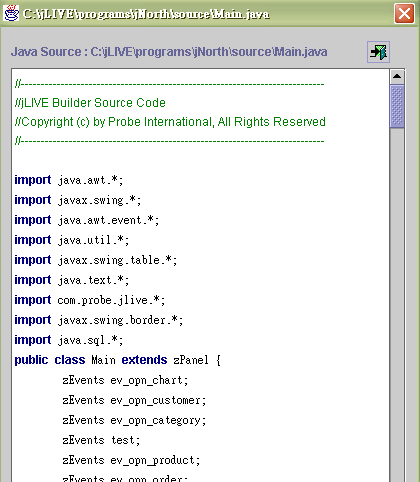 C:\jLIVE\programs\jNorth\source\Main.java
Java Source : C:\jLIVE\programs\jNorth\source\Main.java
//----------------------------------------------------------------------------
//jLIVE Builder Source Code
//Copyright (c) by Probe International, All Rights Reserved
//----------------------------------------------------------------------------
import java.awt.*;
import javax.swing.*;
import java.awt.event.*;
import java.util.*;
import javax.swing.table.*;
import java.text.*;
import com.probe.jlive.*;
import javax.swing.border.*;
import java.sql.*;
public class Main extends zPanel {
zEvents ev_opn_chart;
zEvents ev_opn_customer;
zEvents ev_opn_category;
zEvents test;
zEvents ev_opn_product;
zEvents ev_opn_order;